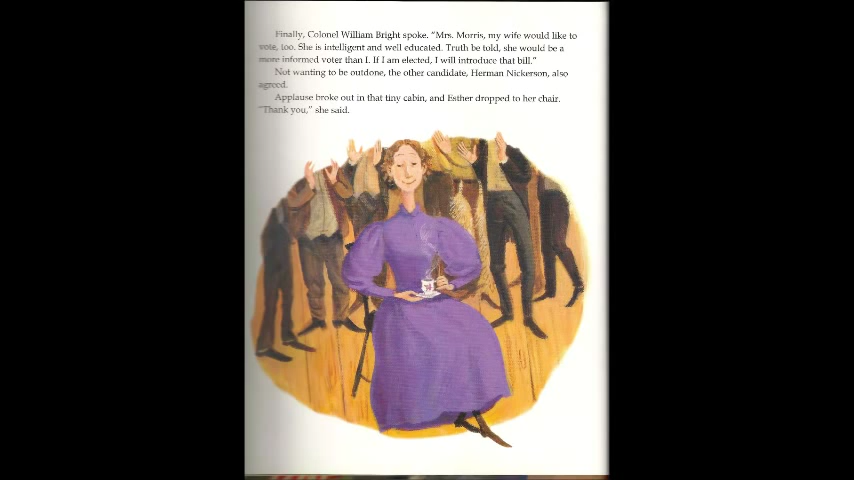 Finally, Colonel William Bright spoke. “Mrs. Morris, my wife would like to
vote, too. She is intelligent and well educated. Truth be told, she would be a
more informed voter than I. If I am elected, I will introduce that bill.”
Not wanting to be outdone, the other candidate, Herman Nickerson, also
agreed.
Applause broke out in that tiny cabin, and Esther dropped to her chair.
“Thank you,” she said.